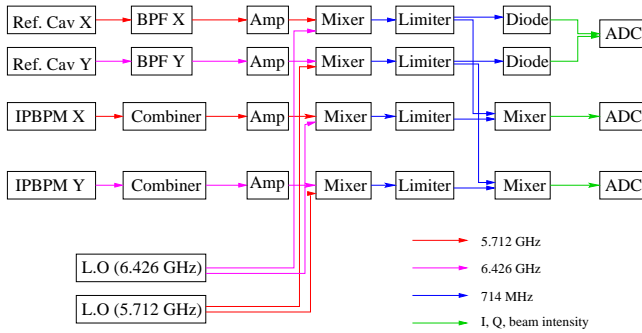 Ref. Cav X BPF X Amp Mixer Limiter Diode ADC
Ref. Cav Y BPF Y Amp Mixer Limiter Diode
IPBPM X Combiner Amp Mixer Limiter Mixer ADC
IPBPM Y Combiner Amp Mixer Limiter Mixer ADC
L.O (6.426 GHz)
L.O (5.712 GHz)
5.712 GHz
6.426 GHz
714 MHz
I, Q, beam intensity